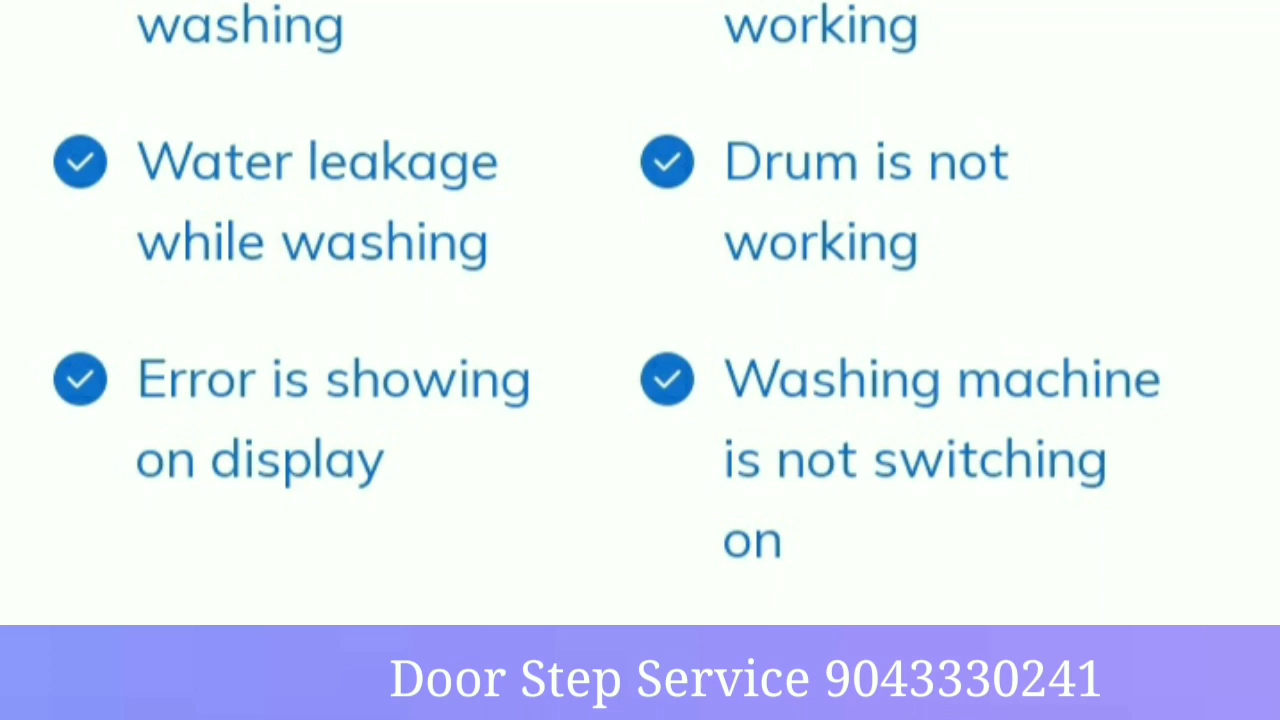 washing
working
Water leakage
while washing
Drum is not
working
Error is showing
on display
Washing machine
is not switching
on
Door Step Service 9043330241